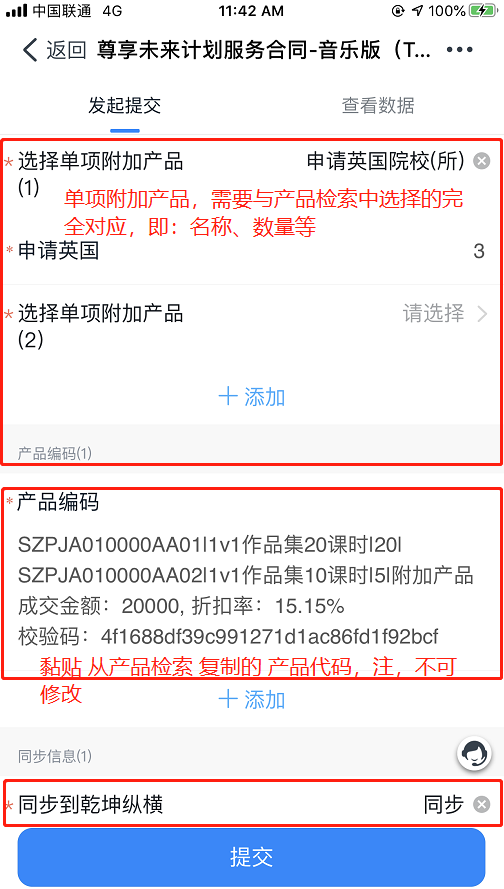 中国联通 4G 11:42 AM 100%
返回 尊享未来计划服务合同-音乐版（T... •••
发起提交 查看数据
*选择单项附加产品 申请英国院校(所)
(1)
单项附加产品，需要与产品检索中选择的完
全对应，即：名称、数量等
*申请英国 3
*选择单项附加产品 请选择
(2)
+ 添加
产品编码(1)
*产品编码
SZPJA010000AA01l1v1作品集20课时l20l
SZPJA010000AA02l1v1作品集10课时l5l附加产品
成交金额：20000, 折扣率：15.15%
校验码：4f1688df39c991271d1ac86fd1f92bcf
黏贴 从产品检索 复制的 产品代码，注，不可
修改
+ 添加
同步信息(1)
*同步到乾坤纵横 同步
提交